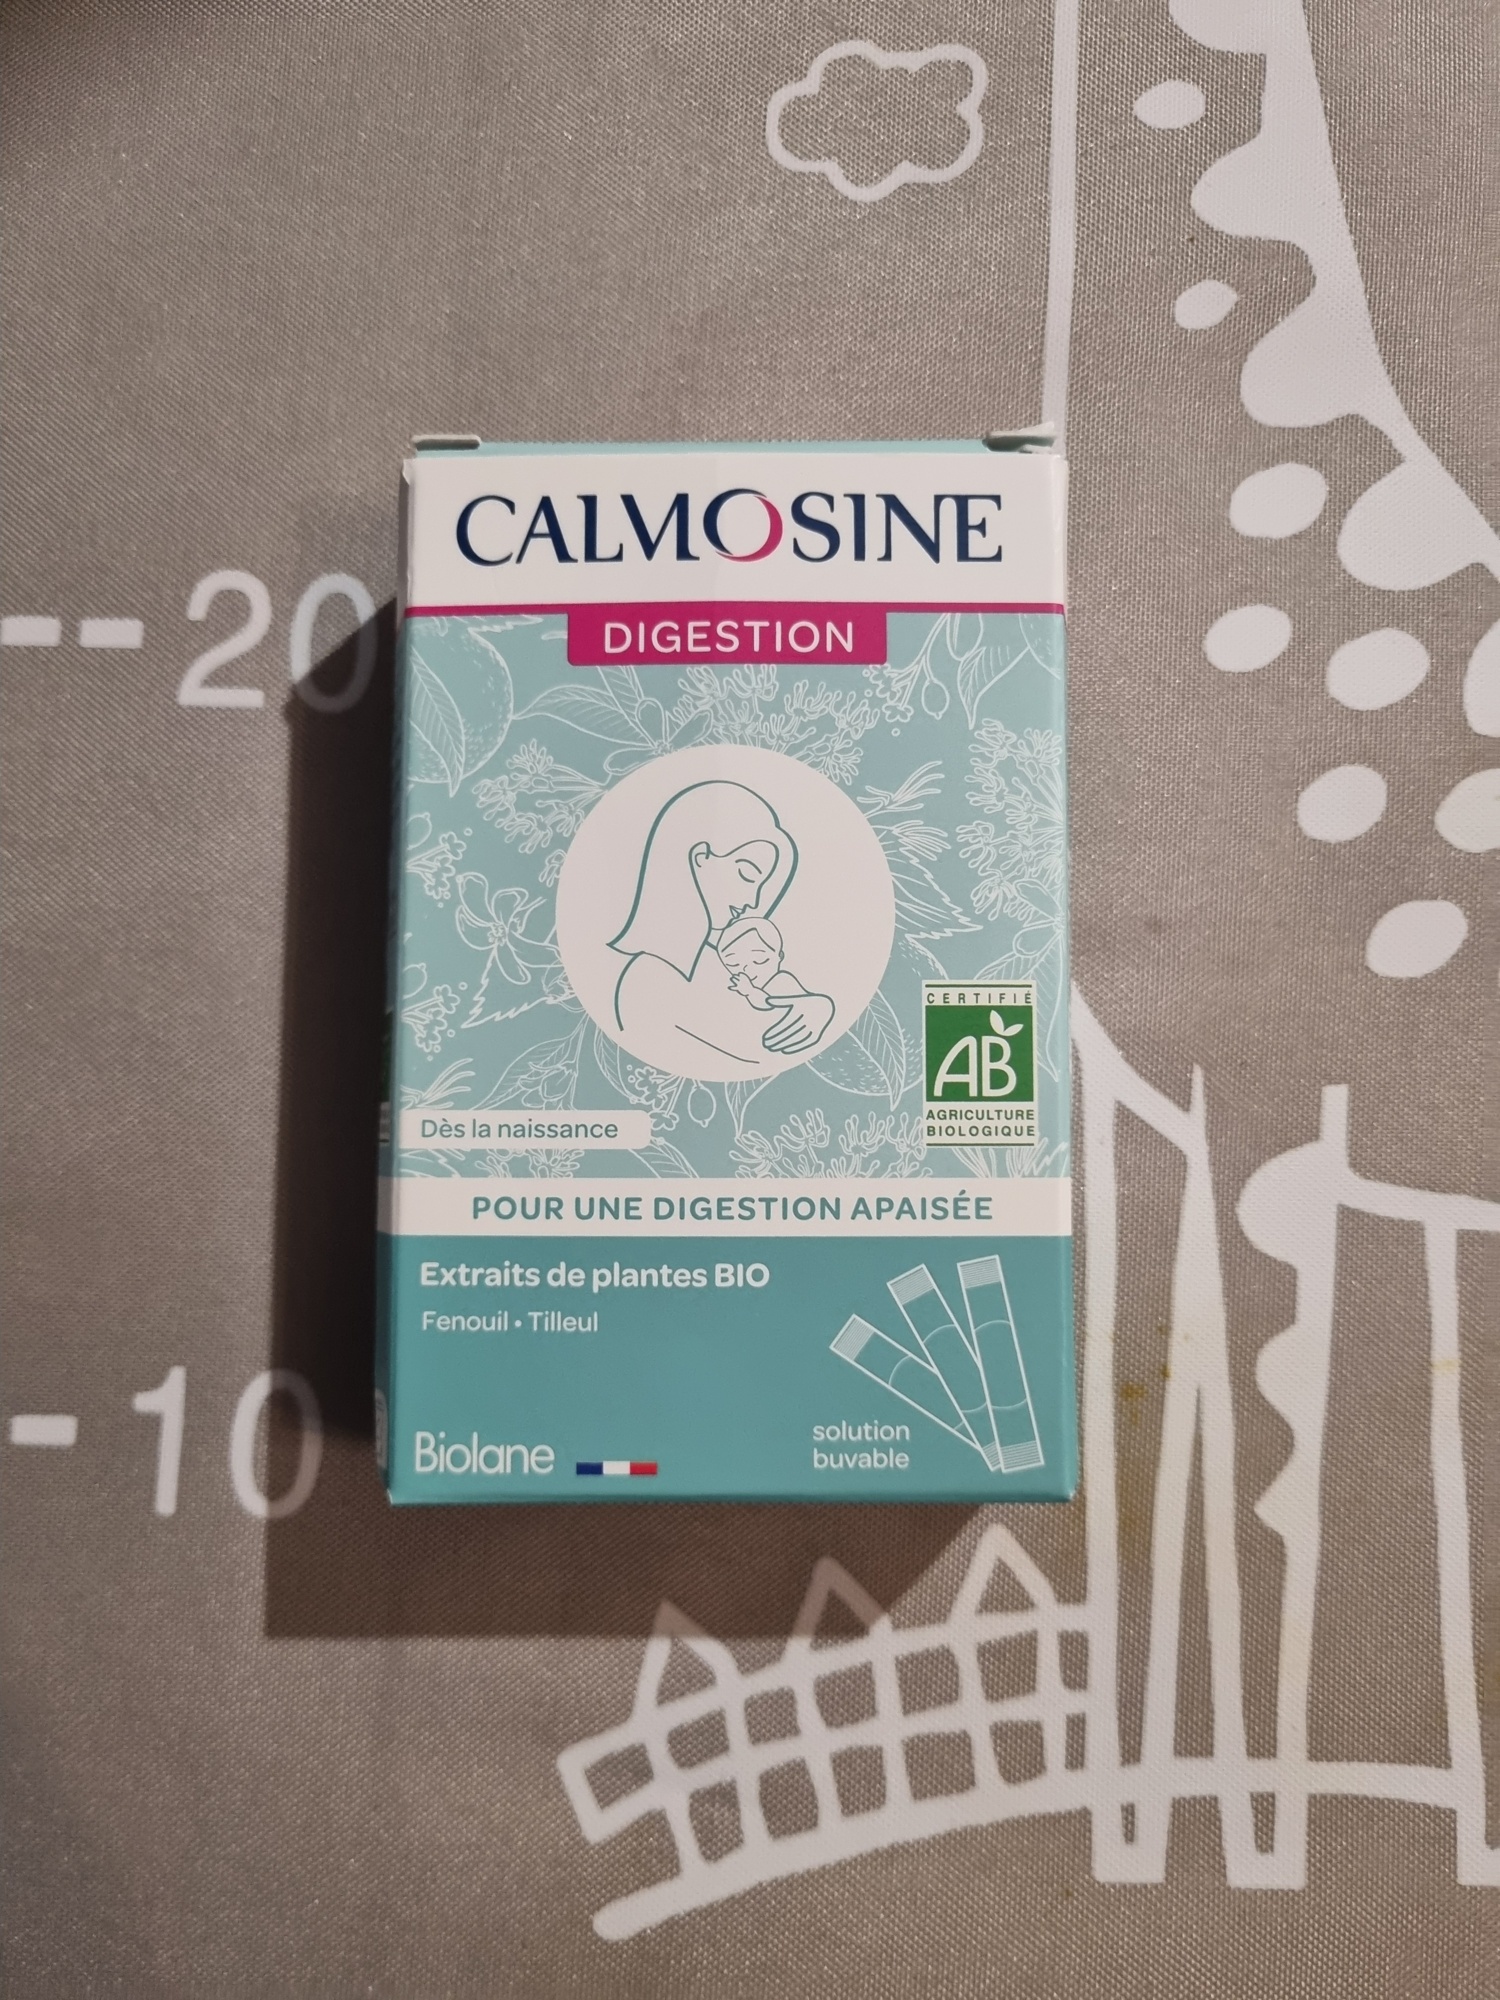 CALMOSINE
DIGESTION
CERTIFIÉ
AB
AGRICULTURE
BIOLOGIQUE
Dès la naissance
POUR UNE DIGESTION APAISÉE
Extraits de plantes BIO
Fenouil • Tilleul
solution
buvable
Biolane
20
10